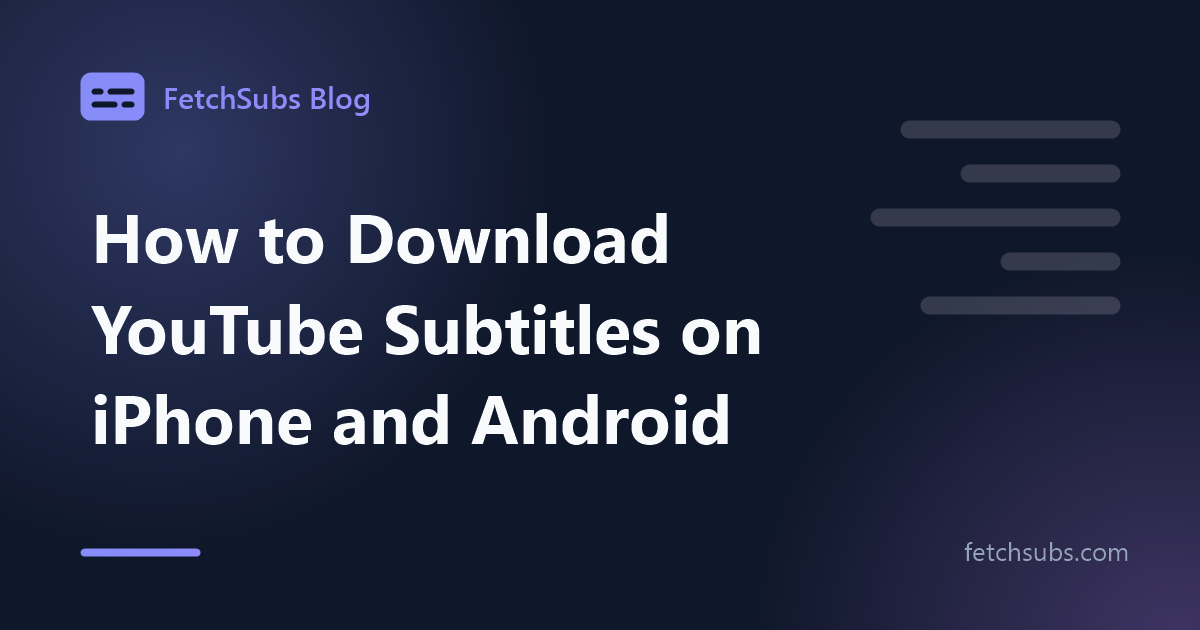 FetchSubs Blog
How to Download
YouTube Subtitles on
iPhone and Android
fetchsubs.com